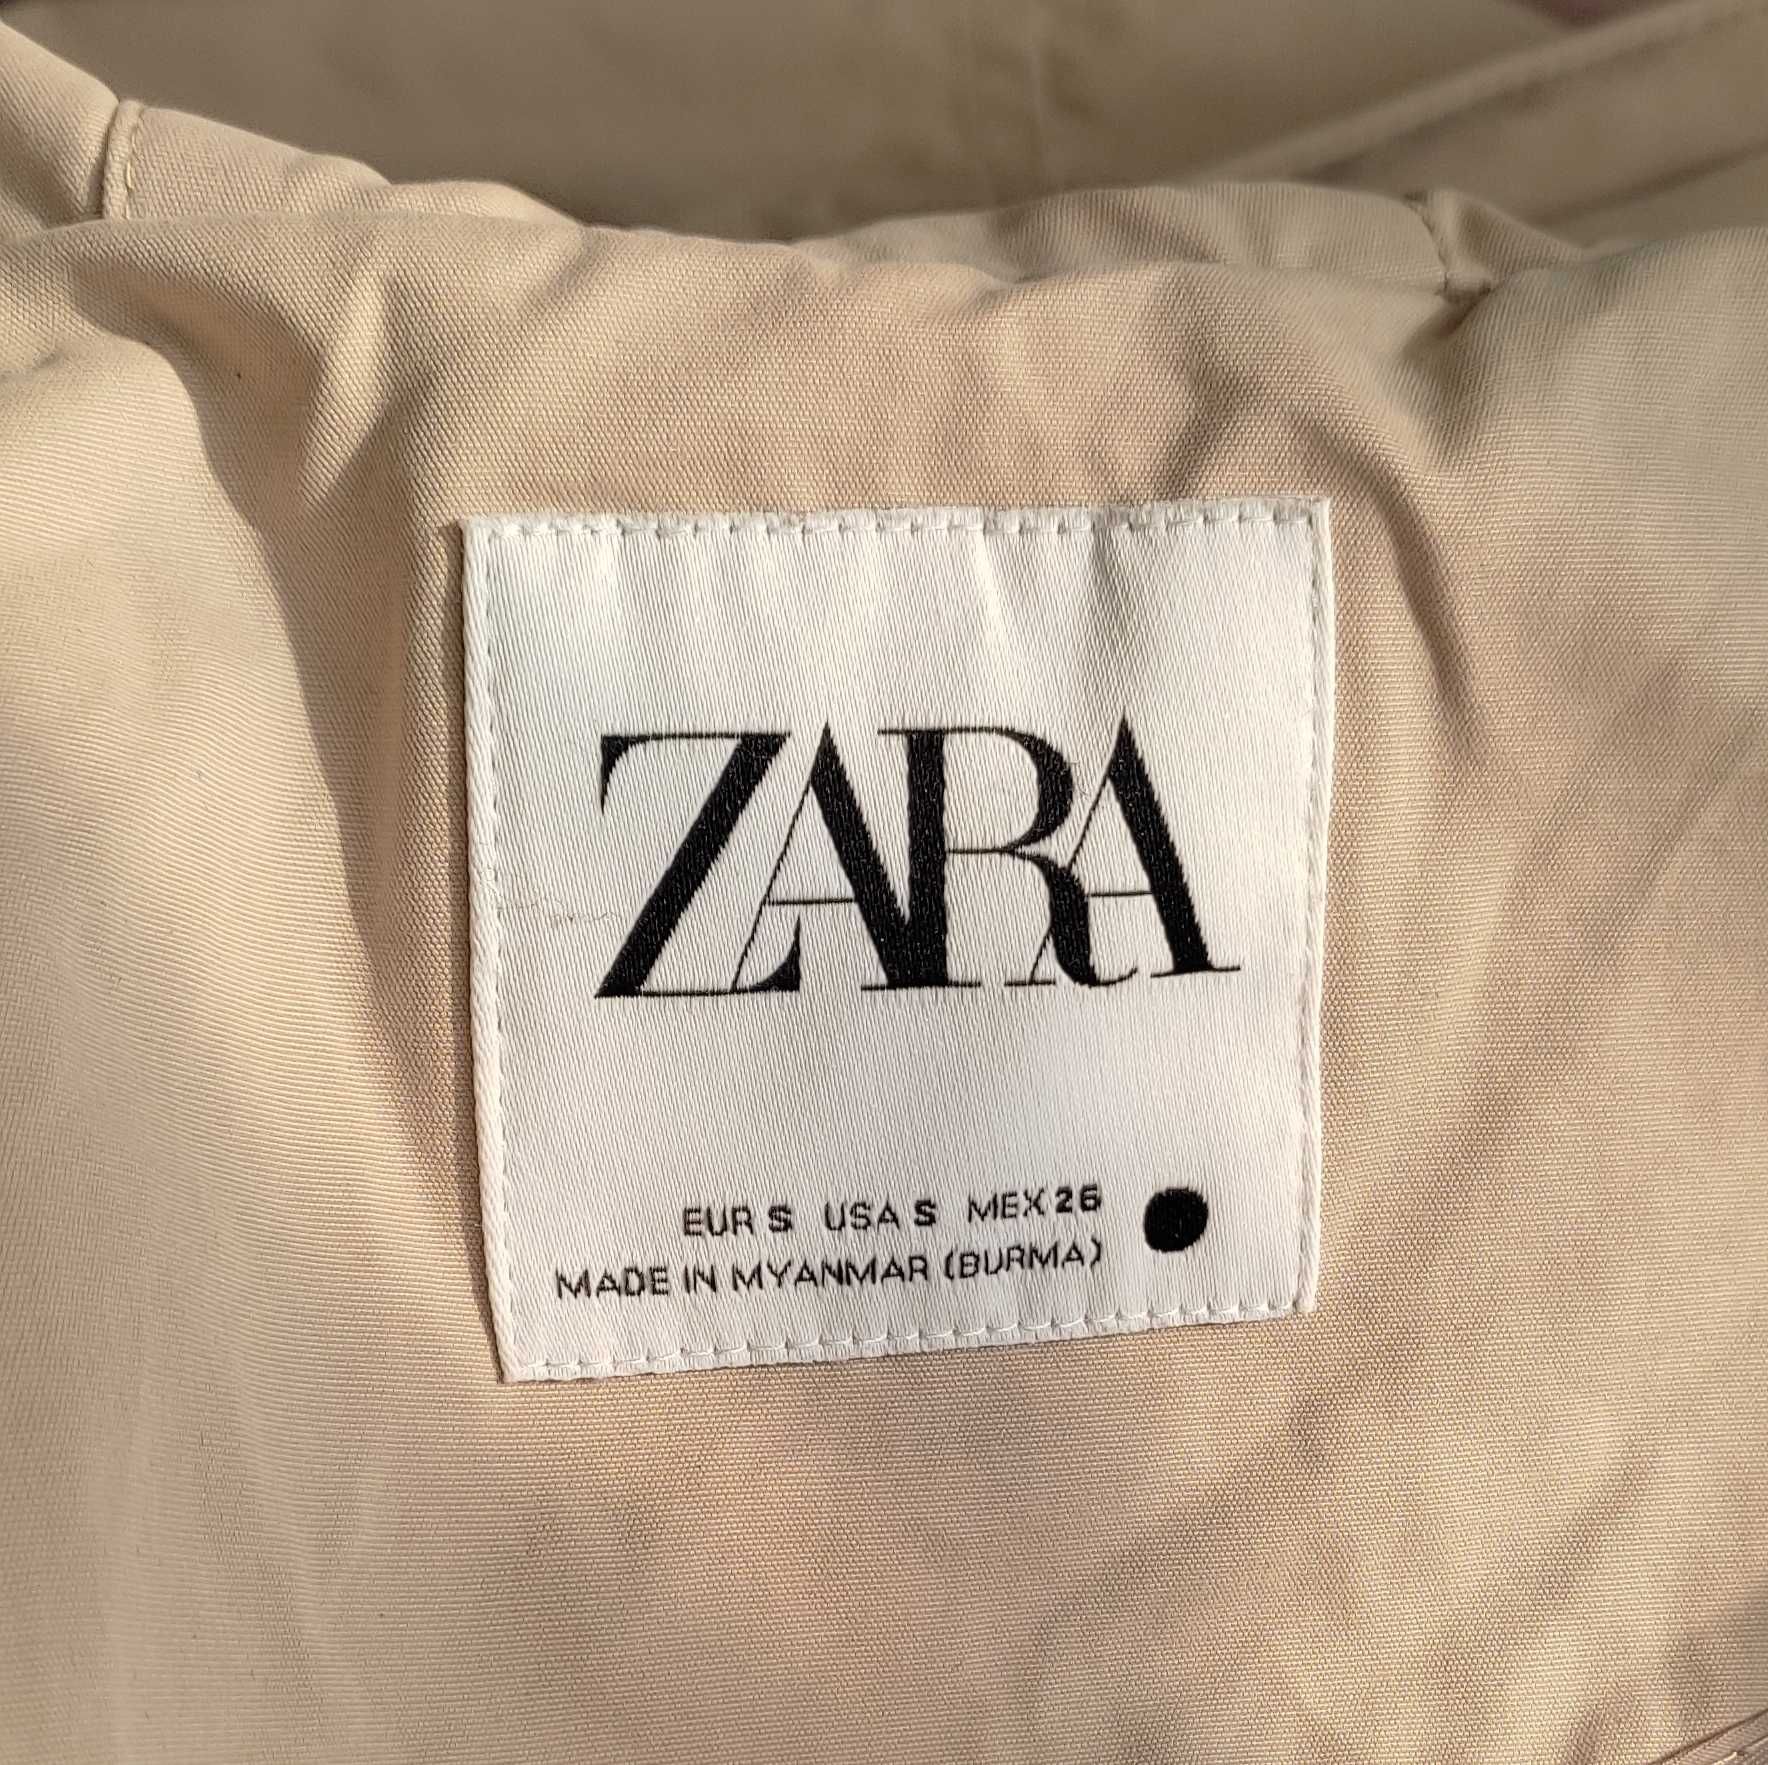 ZARA
EUR S USA S MEX 26
MADE IN MYANMAR (BURMA)